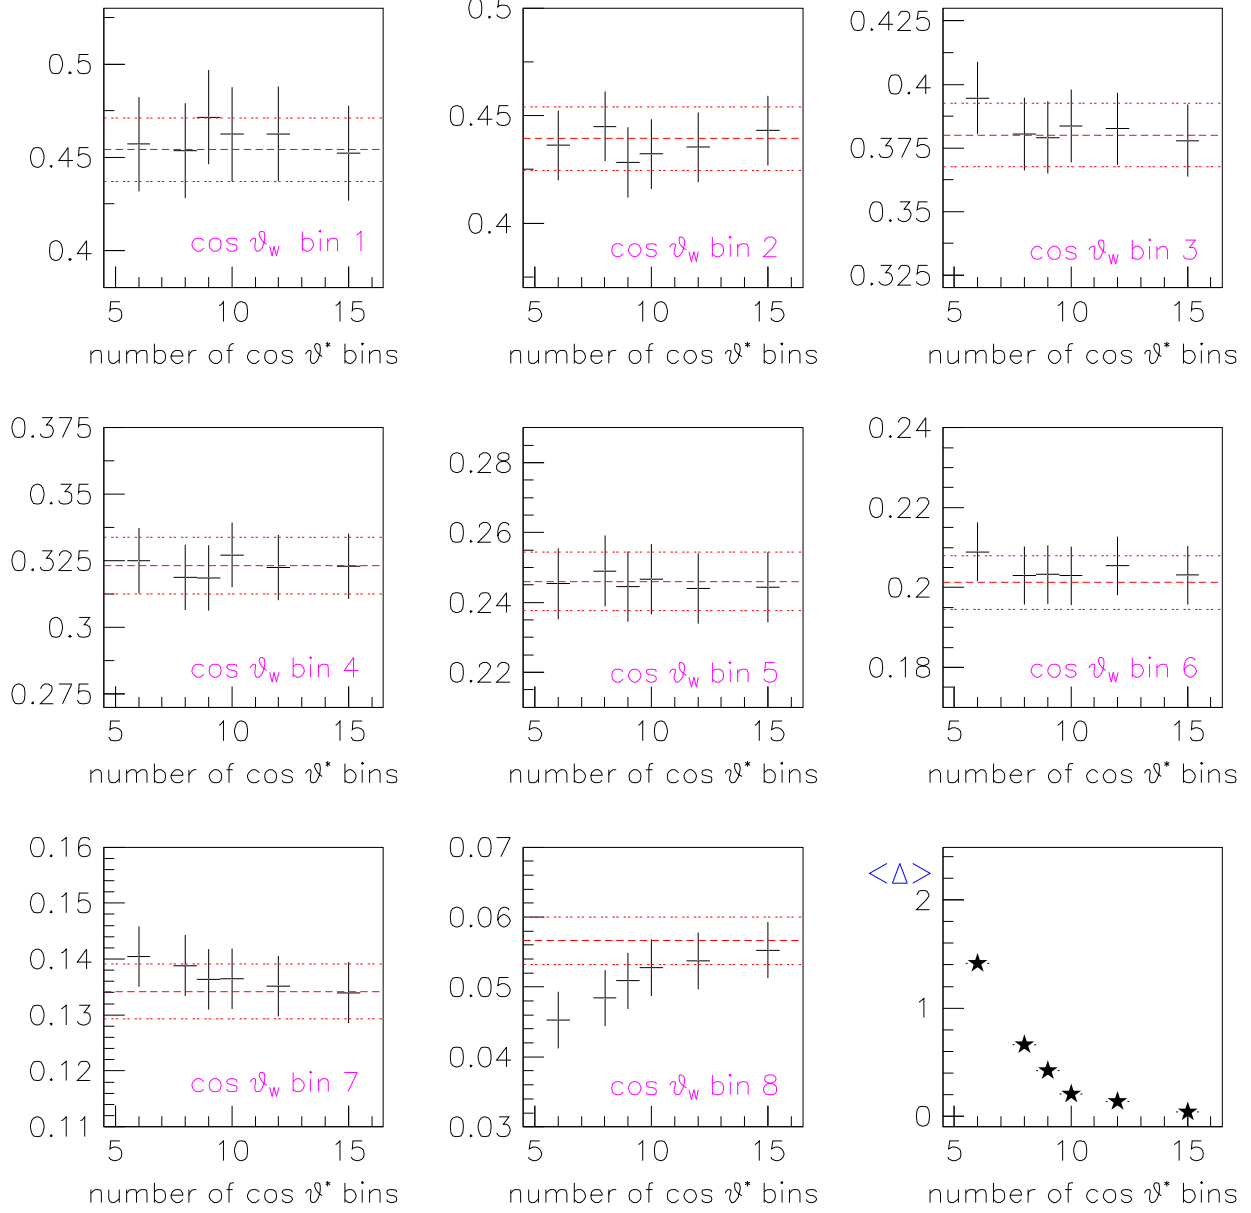 0.5
0.45
0.4
cos ϑ_w bin 1
5 10 15
number of cos ϑ* bins
0.5
0.45
0.4
cos ϑ_w bin 2
5 10 15
number of cos ϑ* bins
0.425
0.4
0.375
0.35
0.325
cos ϑ_w bin 3
5 10 15
number of cos ϑ* bins
0.375
0.35
0.325
0.3
0.275
cos ϑ_w bin 4
5 10 15
number of cos ϑ* bins
0.28
0.26
0.24
0.22
cos ϑ_w bin 5
5 10 15
number of cos ϑ* bins
0.24
0.22
0.2
0.18
cos ϑ_w bin 6
5 10 15
number of cos ϑ* bins
0.16
0.15
0.14
0.13
0.12
0.11
cos ϑ_w bin 7
5 10 15
number of cos ϑ* bins
0.07
0.06
0.05
0.04
0.03
cos ϑ_w bin 8
5 10 15
number of cos ϑ* bins
<Δ>
2
1
0
5 10 15
number of cos ϑ* bins